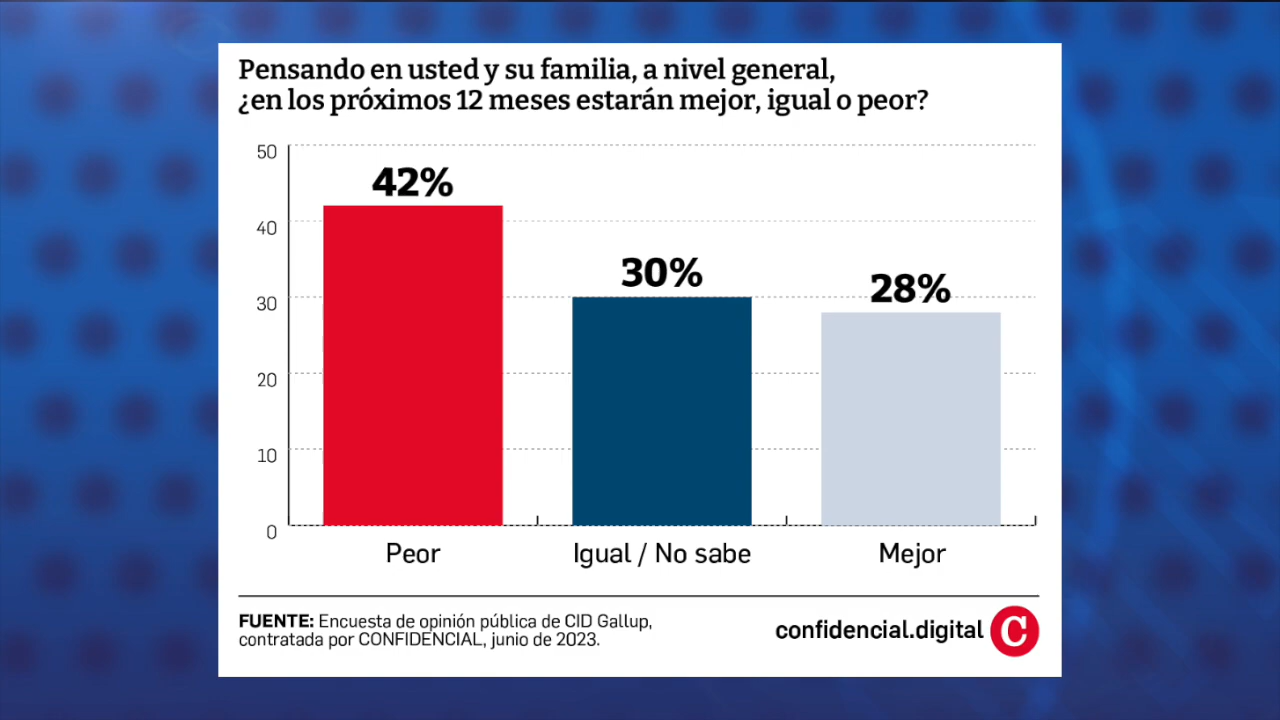 Pensando en usted y su familia, a nivel general,
¿en los próximos 12 meses estarán mejor, igual o peor?
50
40
30
20
10
0
42%
30%
28%
Peor
Igual / No sabe
Mejor
FUENTE: Encuesta de opinión pública de CID Gallup,
contratada por CONFIDENCIAL, junio de 2023.
confidencial.digital C